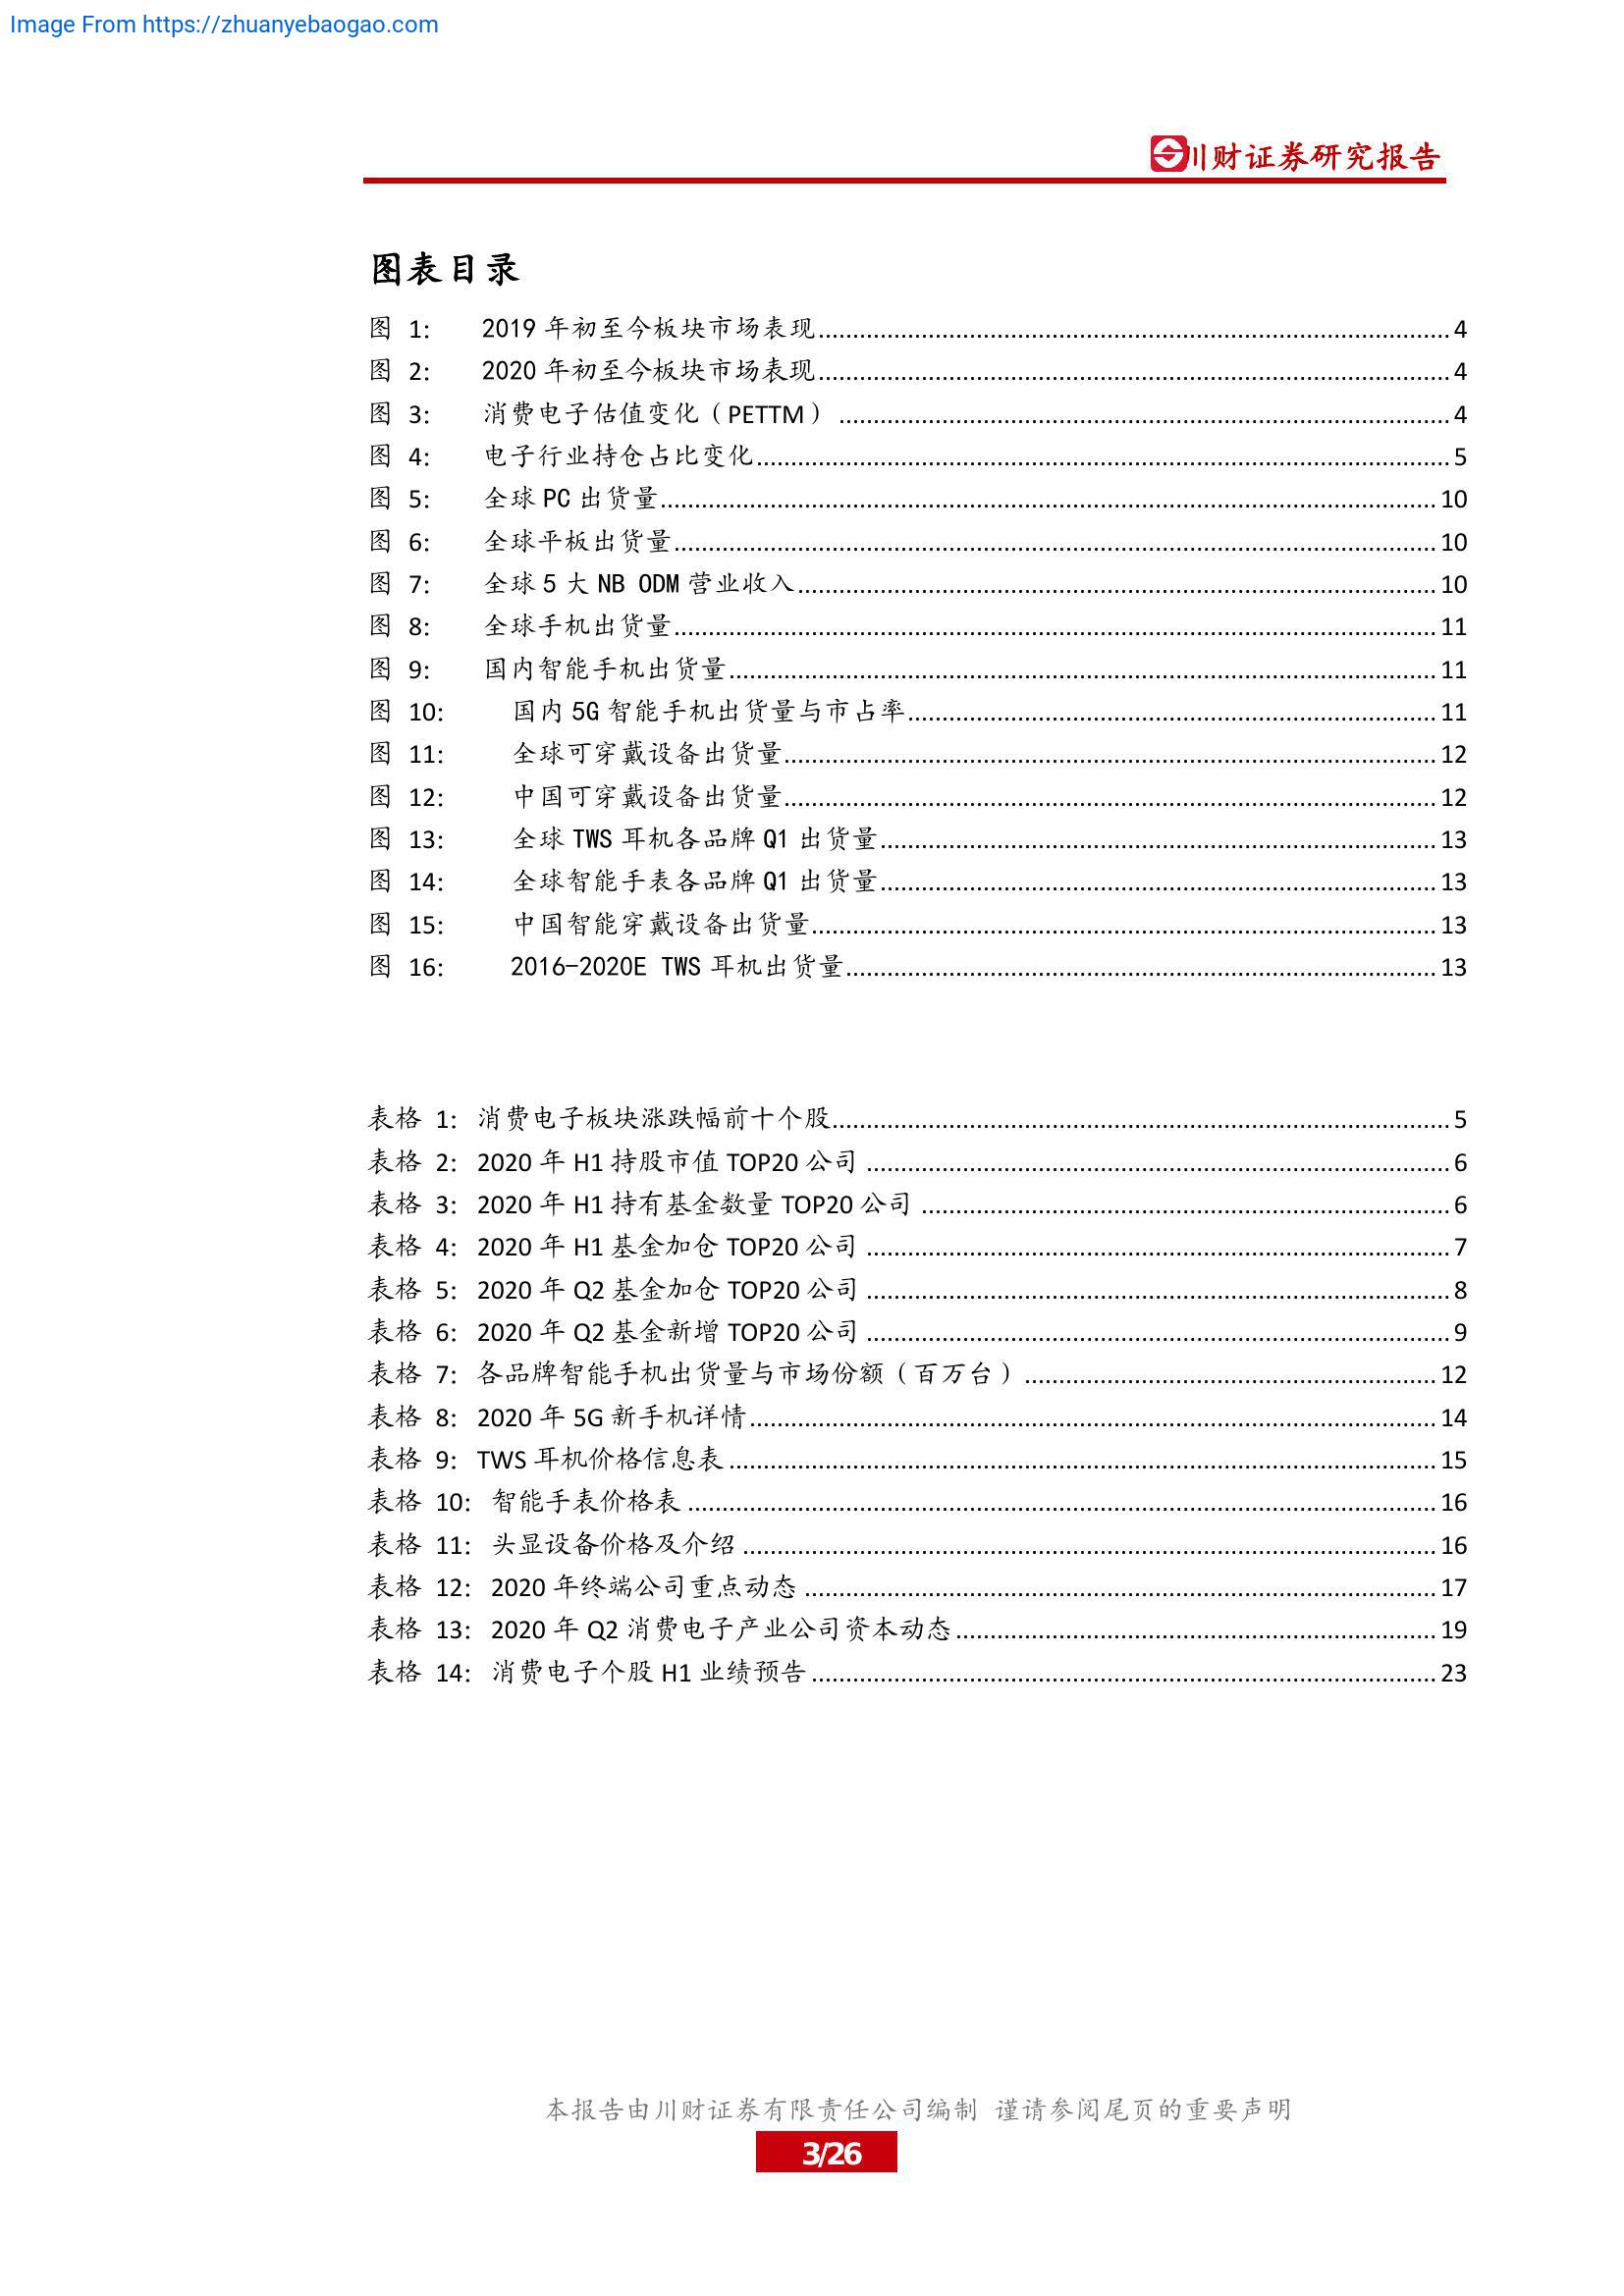 Image From https://zhuanyebaogao.com
川财证券研究报告
图表目录
图 1: 2019 年初至今板块市场表现 4
图 2: 2020 年初至今板块市场表现 4
图 3: 消费电子估值变化（PETTM） 4
图 4: 电子行业持仓占比变化 5
图 5: 全球 PC 出货量 10
图 6: 全球平板出货量 10
图 7: 全球 5 大 NB ODM 营业收入 10
图 8: 全球手机出货量 11
图 9: 国内智能手机出货量 11
图 10: 国内 5G 智能手机出货量与市占率 11
图 11: 全球可穿戴设备出货量 12
图 12: 中国可穿戴设备出货量 12
图 13: 全球 TWS 耳机各品牌 Q1 出货量 13
图 14: 全球智能手表各品牌 Q1 出货量 13
图 15: 中国智能穿戴设备出货量 13
图 16: 2016-2020E TWS 耳机出货量 13
表格 1: 消费电子板块涨跌幅前十个股 5
表格 2: 2020 年 H1 持股市值 TOP20 公司 6
表格 3: 2020 年 H1 持有基金数量 TOP20 公司 6
表格 4: 2020 年 H1 基金加仓 TOP20 公司 7
表格 5: 2020 年 Q2 基金加仓 TOP20 公司 8
表格 6: 2020 年 Q2 基金新增 TOP20 公司 9
表格 7: 各品牌智能手机出货量与市场份额（百万台） 12
表格 8: 2020 年 5G 新手机详情 14
表格 9: TWS 耳机价格信息表 15
表格 10: 智能手表价格表 16
表格 11: 头显设备价格及介绍 16
表格 12: 2020 年终端公司重点动态 17
表格 13: 2020 年 Q2 消费电子产业公司资本动态 19
表格 14: 消费电子个股 H1 业绩预告 23
本报告由川财证券有限责任公司编制 谨请参阅尾页的重要声明
3/26